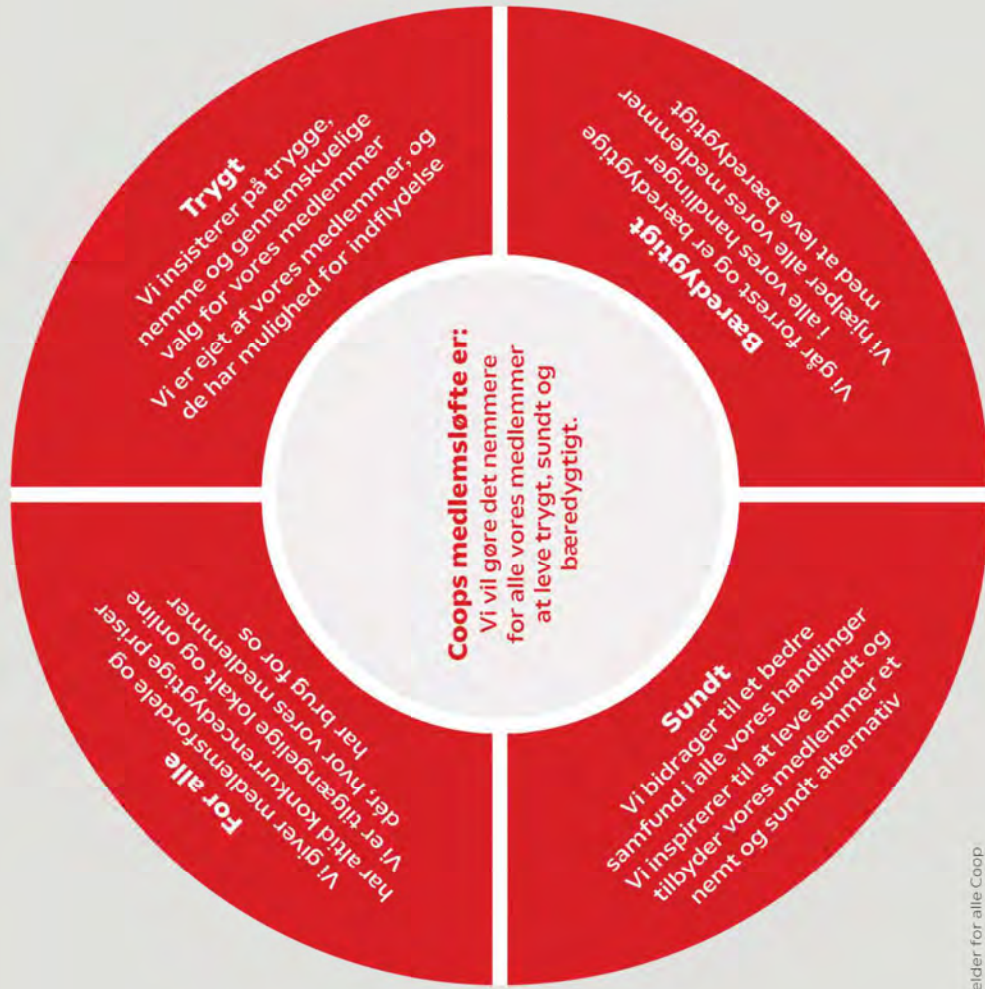 For alle
Vi giver medlemsfordele og
har altid konkurrencedygtige priser
Vi er tilgængelige lokalt og online
dér, hvor vores medlemmer
har brug for os
Trygt
Vi insisterer på trygge,
nemme og gennemskuelige
valg for vores medlemmer
Vi er ejet af vores medlemmer, og
de har mulighed for indflydelse
Coops medlemsløfte er:
Vi vil gøre det nemmere
for alle vores medlemmer
at leve trygt, sundt og
bæredygtigt.
Sundt
Vi bidrager til et bedre
samfund i alle vores handlinger
Vi inspirerer til at leve sundt og
tilbyder vores medlemmer et
nemt og sundt alternativ
Bæredygtigt
Vi går forrest og er bæredygtige
i alle vores handlinger
Vi hjælper alle vores medlemmer
med at leve bæredygtigt
for alle Coop